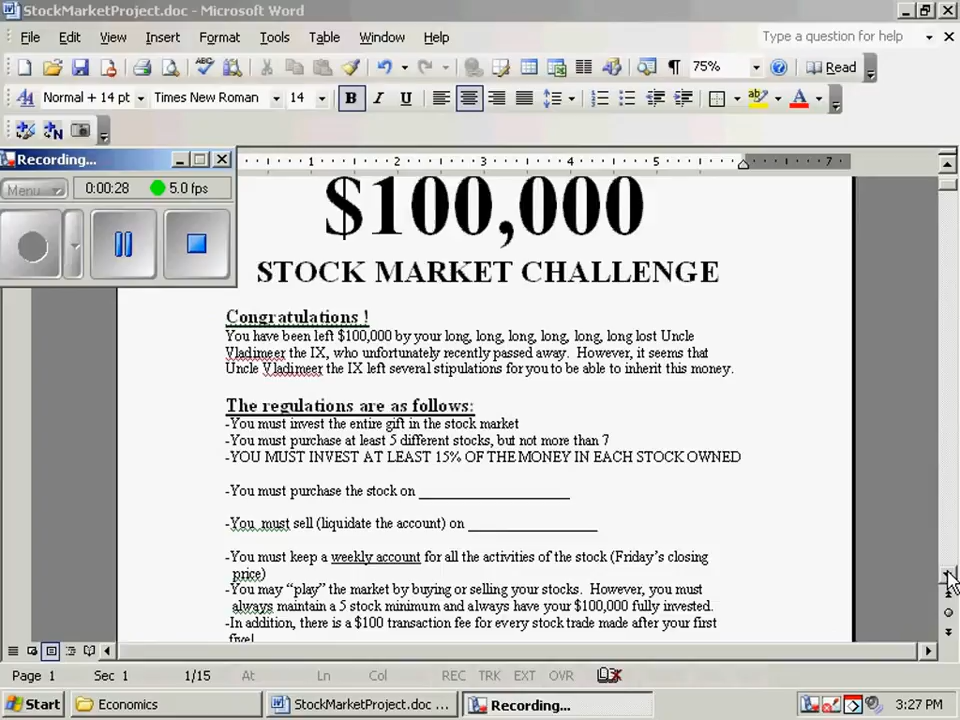 StockMarketProject.doc - Microsoft Word
File Edit View Insert Format Tools Table Window Help Type a question for help
75% Read
Normal + 14 pt Times New Roman 14 B I U
Recording...
1 2 3 4 5 7
Menu 0:00:28 5.0 fps
$100,000
STOCK MARKET CHALLENGE
Congratulations !
You have been left $100,000 by your long, long, long, long, long, long lost Uncle
Vladimeer the IX, who unfortunately recently passed away. However, it seems that
Uncle Vladimeer the IX left several stipulations for you to be able to inherit this money.
The regulations are as follows:
-You must invest the entire gift in the stock market
-You must purchase at least 5 different stocks, but not more than 7
-YOU MUST INVEST AT LEAST 15% OF THE MONEY IN EACH STOCK OWNED
-You must purchase the stock on ____________________
-You must sell (liquidate the account) on ________________
-You must keep a weekly account for all the activities of the stock (Friday's closing
price)
-You may “play” the market by buying or selling your stocks. However, you must
always maintain a 5 stock minimum and always have your $100,000 fully invested.
-In addition, there is a $100 transaction fee for every stock trade made after your first
five!
Page 1 Sec 1 1/15 At Ln Col REC TRK EXT OVR
Start Economics StockMarketProject.doc ... Recording... 3:27 PM